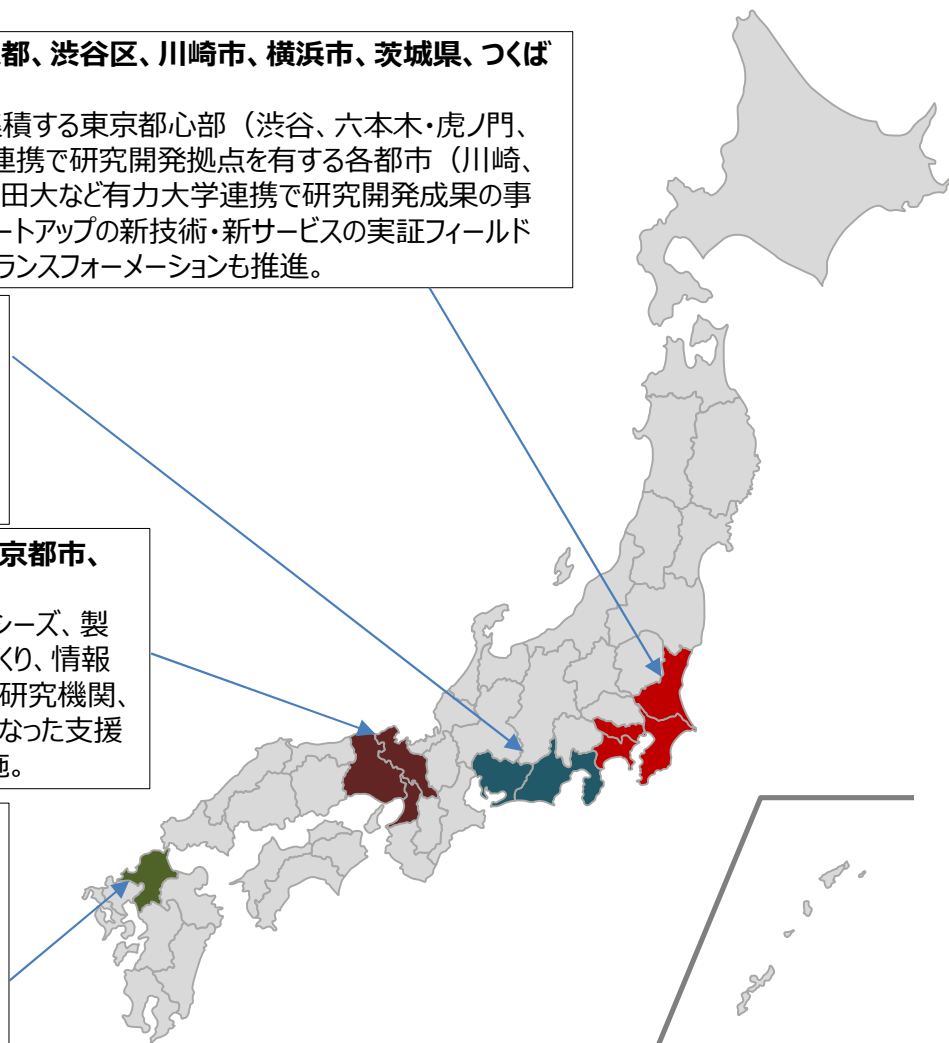 都、渋谷区、川崎市、横浜市、茨城県、つくば
積する東京都心部（渋谷、六本木・虎ノ門、
連携で研究開発拠点を有する各都市（川崎、
田大など有力大学連携で研究開発成果の事
ートアップの新技術・新サービスの実証フィールド
ランスフォーメーションも推進。
京都市、
シーズ、製
くり、情報
研究機関、
なった支援
施。